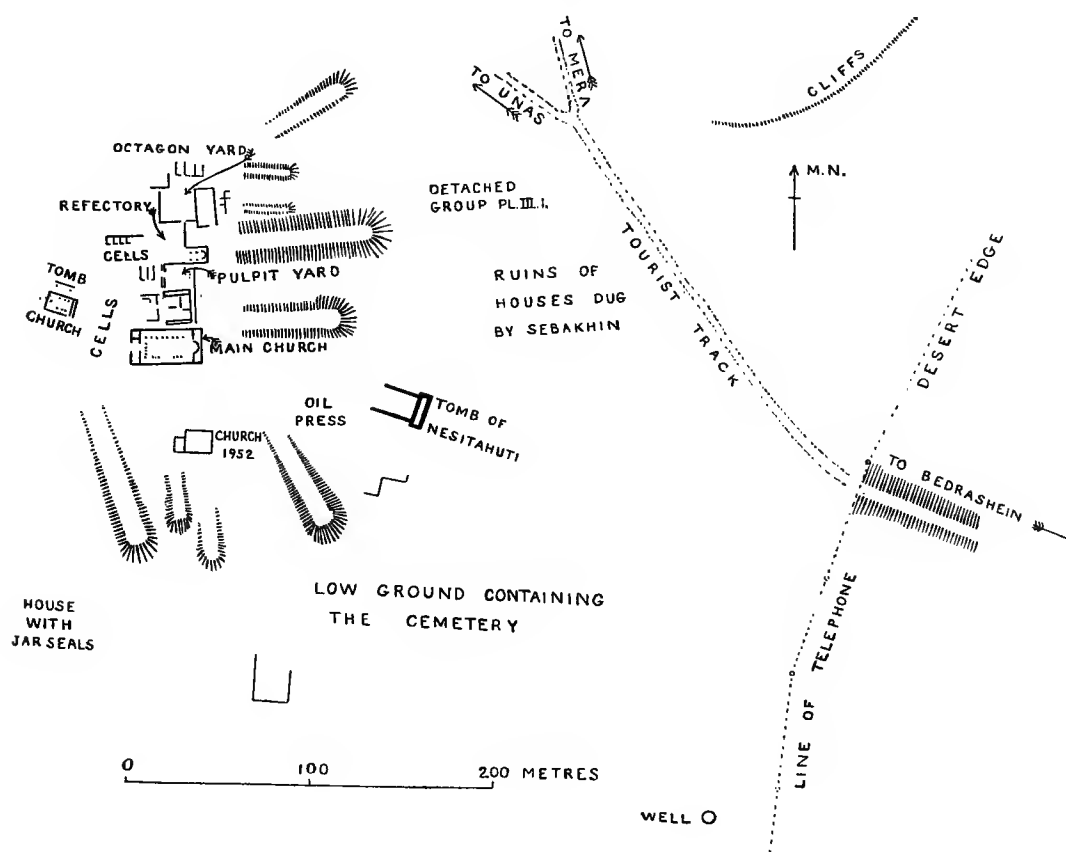 TO MERA
TO UNAS
CLIFFS
OCTAGON YARD
M.N.
DETACHED
GROUP PL.III.1.
REFECTORY
CELLS
PULPIT YARD
TOMB
CHURCH
CELLS
MAIN CHURCH
RUINS OF
HOUSES DUG
BY SEBAKHIN
TOURIST TRACK
DESERT EDGE
OIL
PRESS
TOMB OF
NESITAHUTI
CHURCH
1952
TO BEDRASHEIN
LOW GROUND CONTAINING
THE CEMETERY
HOUSE
WITH
JAR SEALS
LINE OF TELEPHONE
0 100 200 METRES
WELL